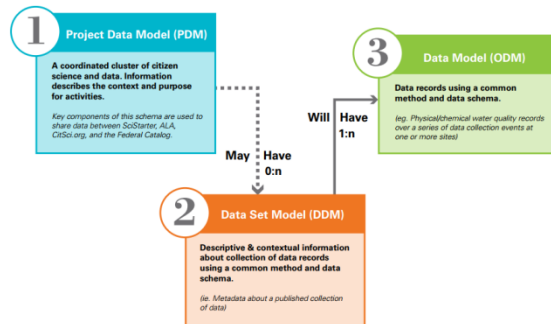 1
Project Data Model (PDM)
A coordinated cluster of citizen
science and data. Information
describes the context and purpose
for activities.
Key components of this schema are used to
share data between SciStarter, ALA,
CitSci.org, and the Federal Catalog.
May Have
0:n
2
Data Set Model (DDM)
Descriptive & contextual information
about collection of data records
using a common method and data
schema.
(ie. Metadata about a published collection
of data)
Will Have
1:n
3
Data Model (ODM)
Data records using a common
method and data schema.
(eg. Physical/chemical water quality records
over a series of data collection events at
one or more sites)